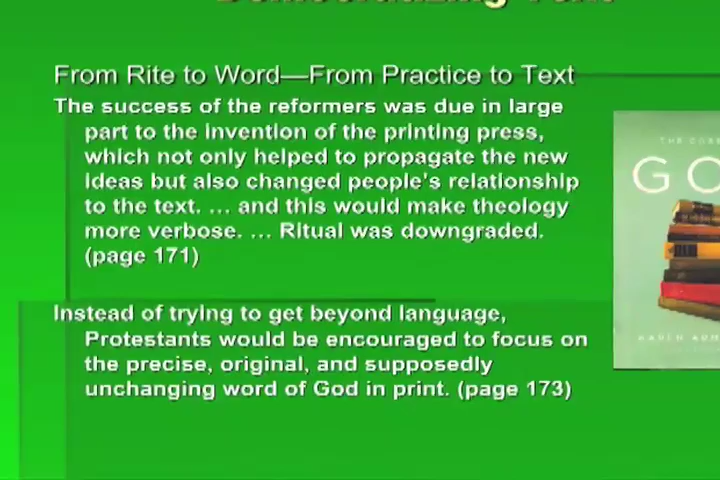 From Rite to Word—From Practice to Text
The success of the reformers was due in large
part to the invention of the printing press,
which not only helped to propagate the new
ideas but also changed people's relationship
to the text. ... and this would make theology
more verbose. ... Ritual was downgraded.
(page 171)
Instead of trying to get beyond language,
Protestants would be encouraged to focus on
the precise, original, and supposedly
unchanging word of God in print. (page 173)
THE